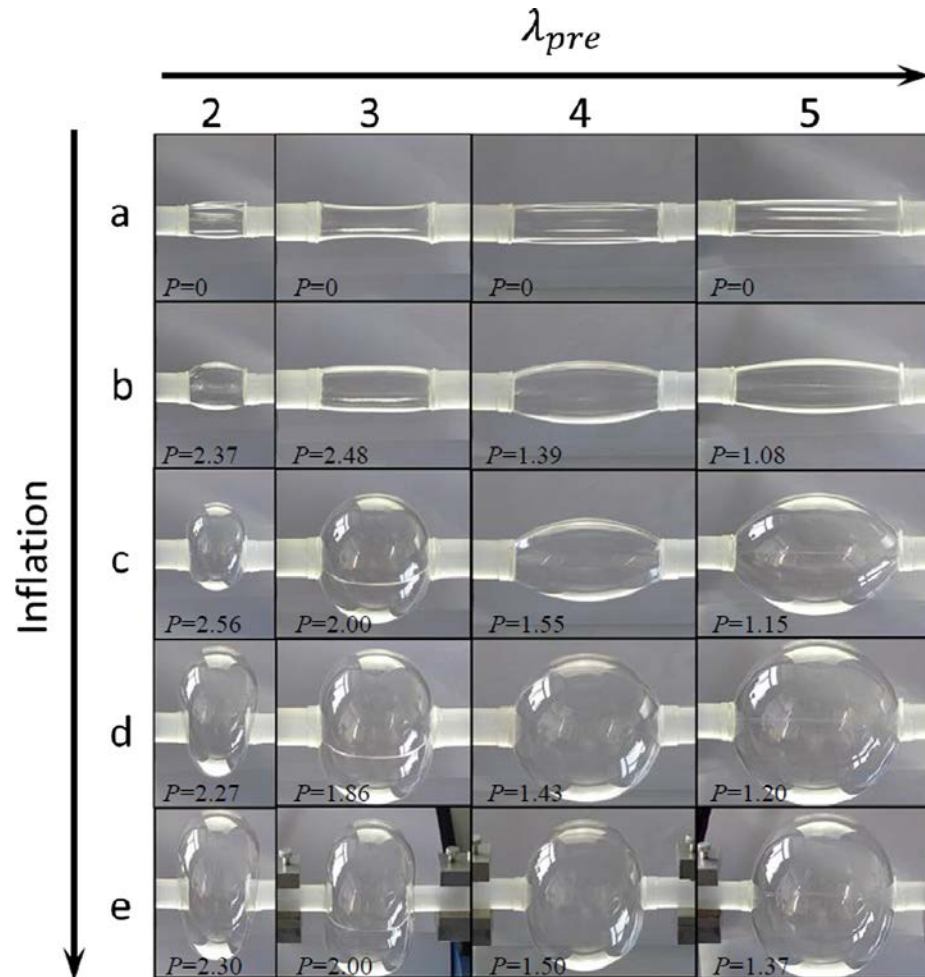 λpre
2 3 4 5
a
P=0 P=0 P=0 P=0
b
P=2.37 P=2.48 P=1.39 P=1.08
c
P=2.56 P=2.00 P=1.55 P=1.15
d
P=2.27 P=1.86 P=1.43 P=1.20
e
P=2.30 P=2.00 P=1.50 P=1.37
Inflation